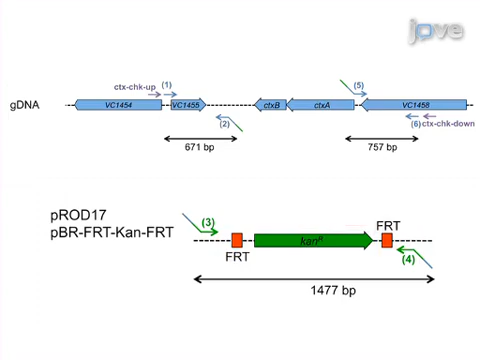 jove
ctx-chk-up
(1)
(5)
gDNA
VC1454
VC1455
ctxB
ctxA
VC1458
(2)
(6)
ctx-chk-down
671 bp
757 bp
pROD17
pBR-FRT-Kan-FRT
(3)
FRT
kanR
FRT
(4)
1477 bp